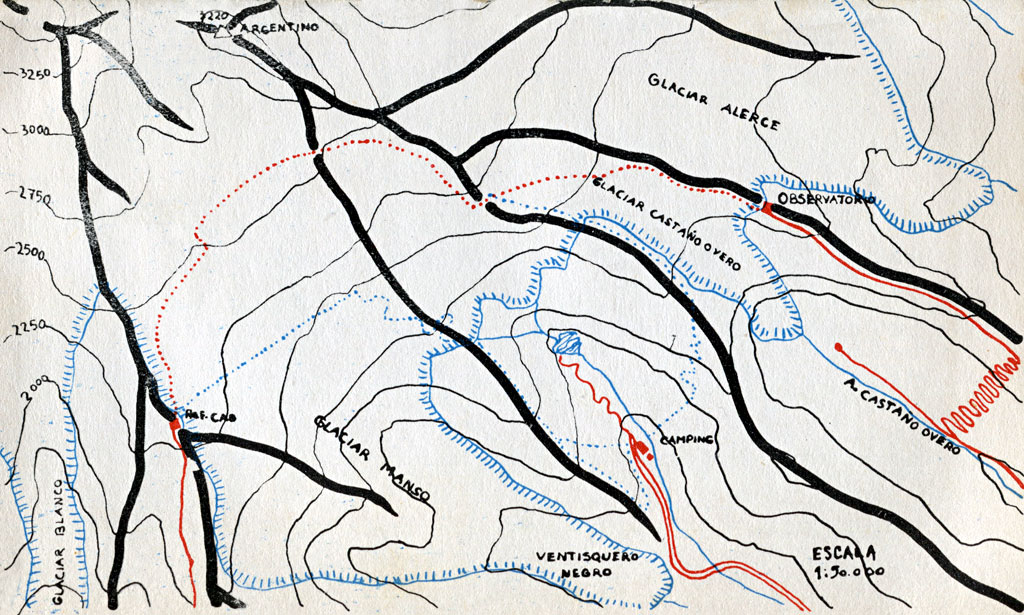 3220
ARGENTINO
3250
3000
2750
2500
2250
2000
GLACIAR ALERCE
OBSERVATORIO
GLACIAR CASTAÑO OVERO
REF. CAB
GLACIAR MANSO
CAMPING
A. CASTAÑO OVERO
GLACIAR BLANCO
VENTISQUERO
NEGRO
ESCALA
1:50.000